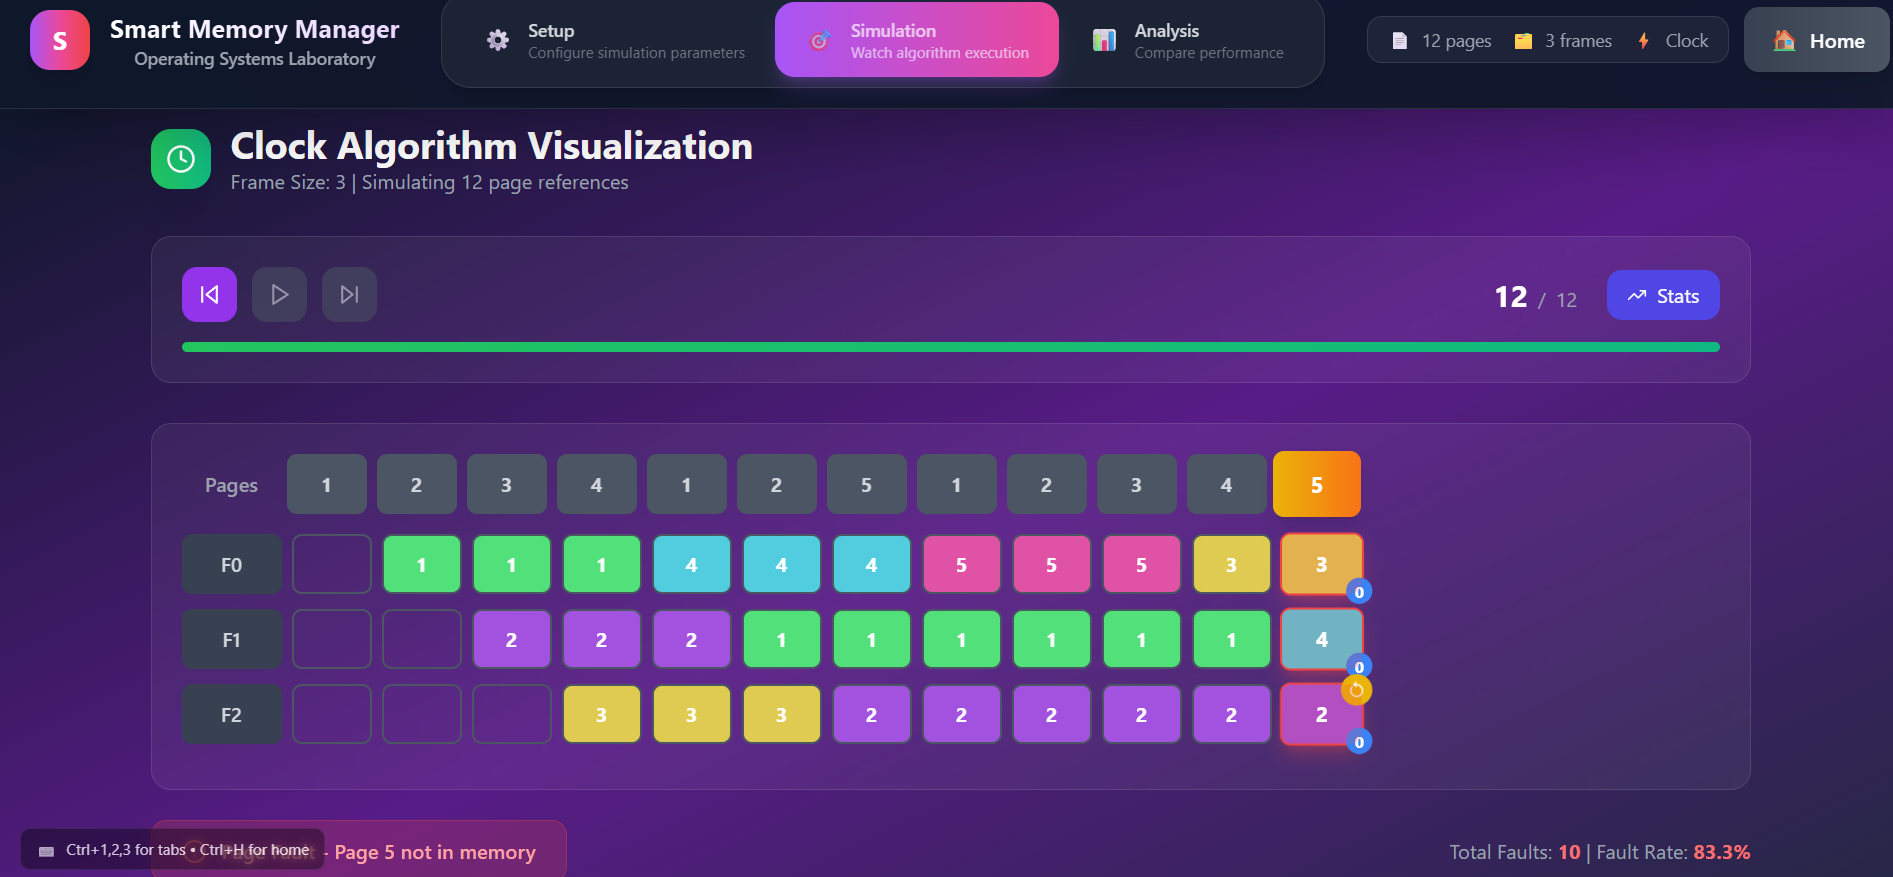 S
Smart Memory Manager
Operating Systems Laboratory
Setup
Configure simulation parameters
Simulation
Watch algorithm execution
Analysis
Compare performance
12 pages
3 frames
Clock
Home
Clock Algorithm Visualization
Frame Size: 3 | Simulating 12 page references
12 / 12
Stats
Pages 1 2 3 4 1 2 5 1 2 3 4 5
F0 1 1 1 4 4 4 5 5 5 3 3
0
F1 2 2 2 1 1 1 1 1 1 4
0
F2 3 3 3 2 2 2 2 2 2
0
Ctrl+1,2,3 for tabs • Ctrl+H for home
Page Fault - Page 5 not in memory
Total Faults: 10 | Fault Rate: 83.3%